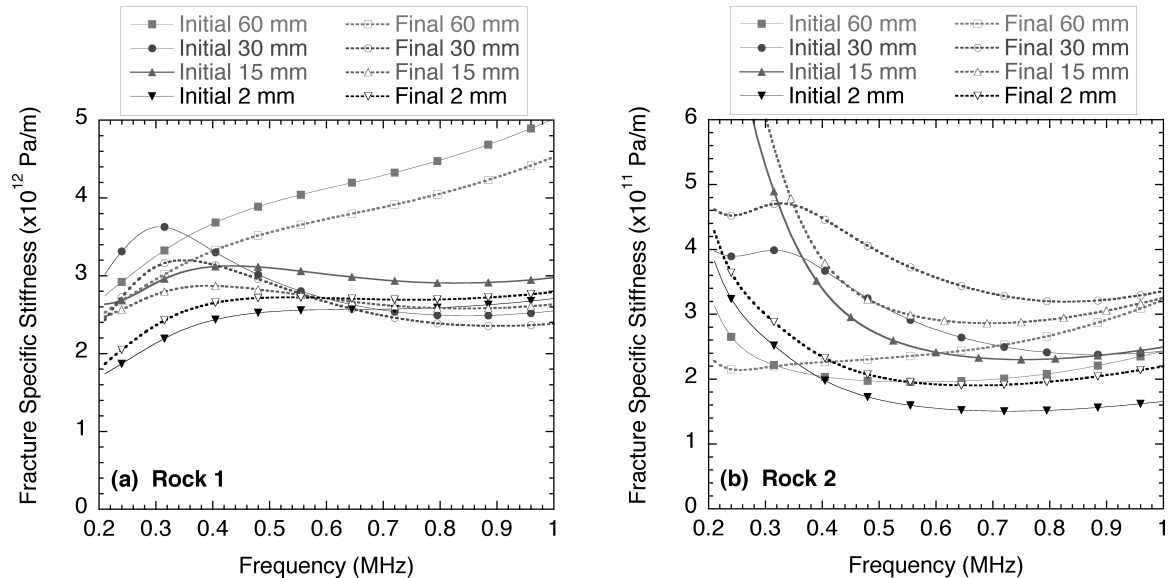 Initial 60 mm Final 60 mm
Initial 30 mm Final 30 mm
Initial 15 mm Final 15 mm
Initial 2 mm Final 2 mm
5
4
3
2
1
0
Fracture Specific Stiffness (x10¹² Pa/m)
(a) Rock 1
0.2 0.3 0.4 0.5 0.6 0.7 0.8 0.9 1
Frequency (MHz)
Initial 60 mm Final 60 mm
Initial 30 mm Final 30 mm
Initial 15 mm Final 15 mm
Initial 2 mm Final 2 mm
6
5
4
3
2
1
0
Fracture Specific Stiffness (x10¹¹ Pa/m)
(b) Rock 2
0.2 0.3 0.4 0.5 0.6 0.7 0.8 0.9 1
Frequency (MHz)